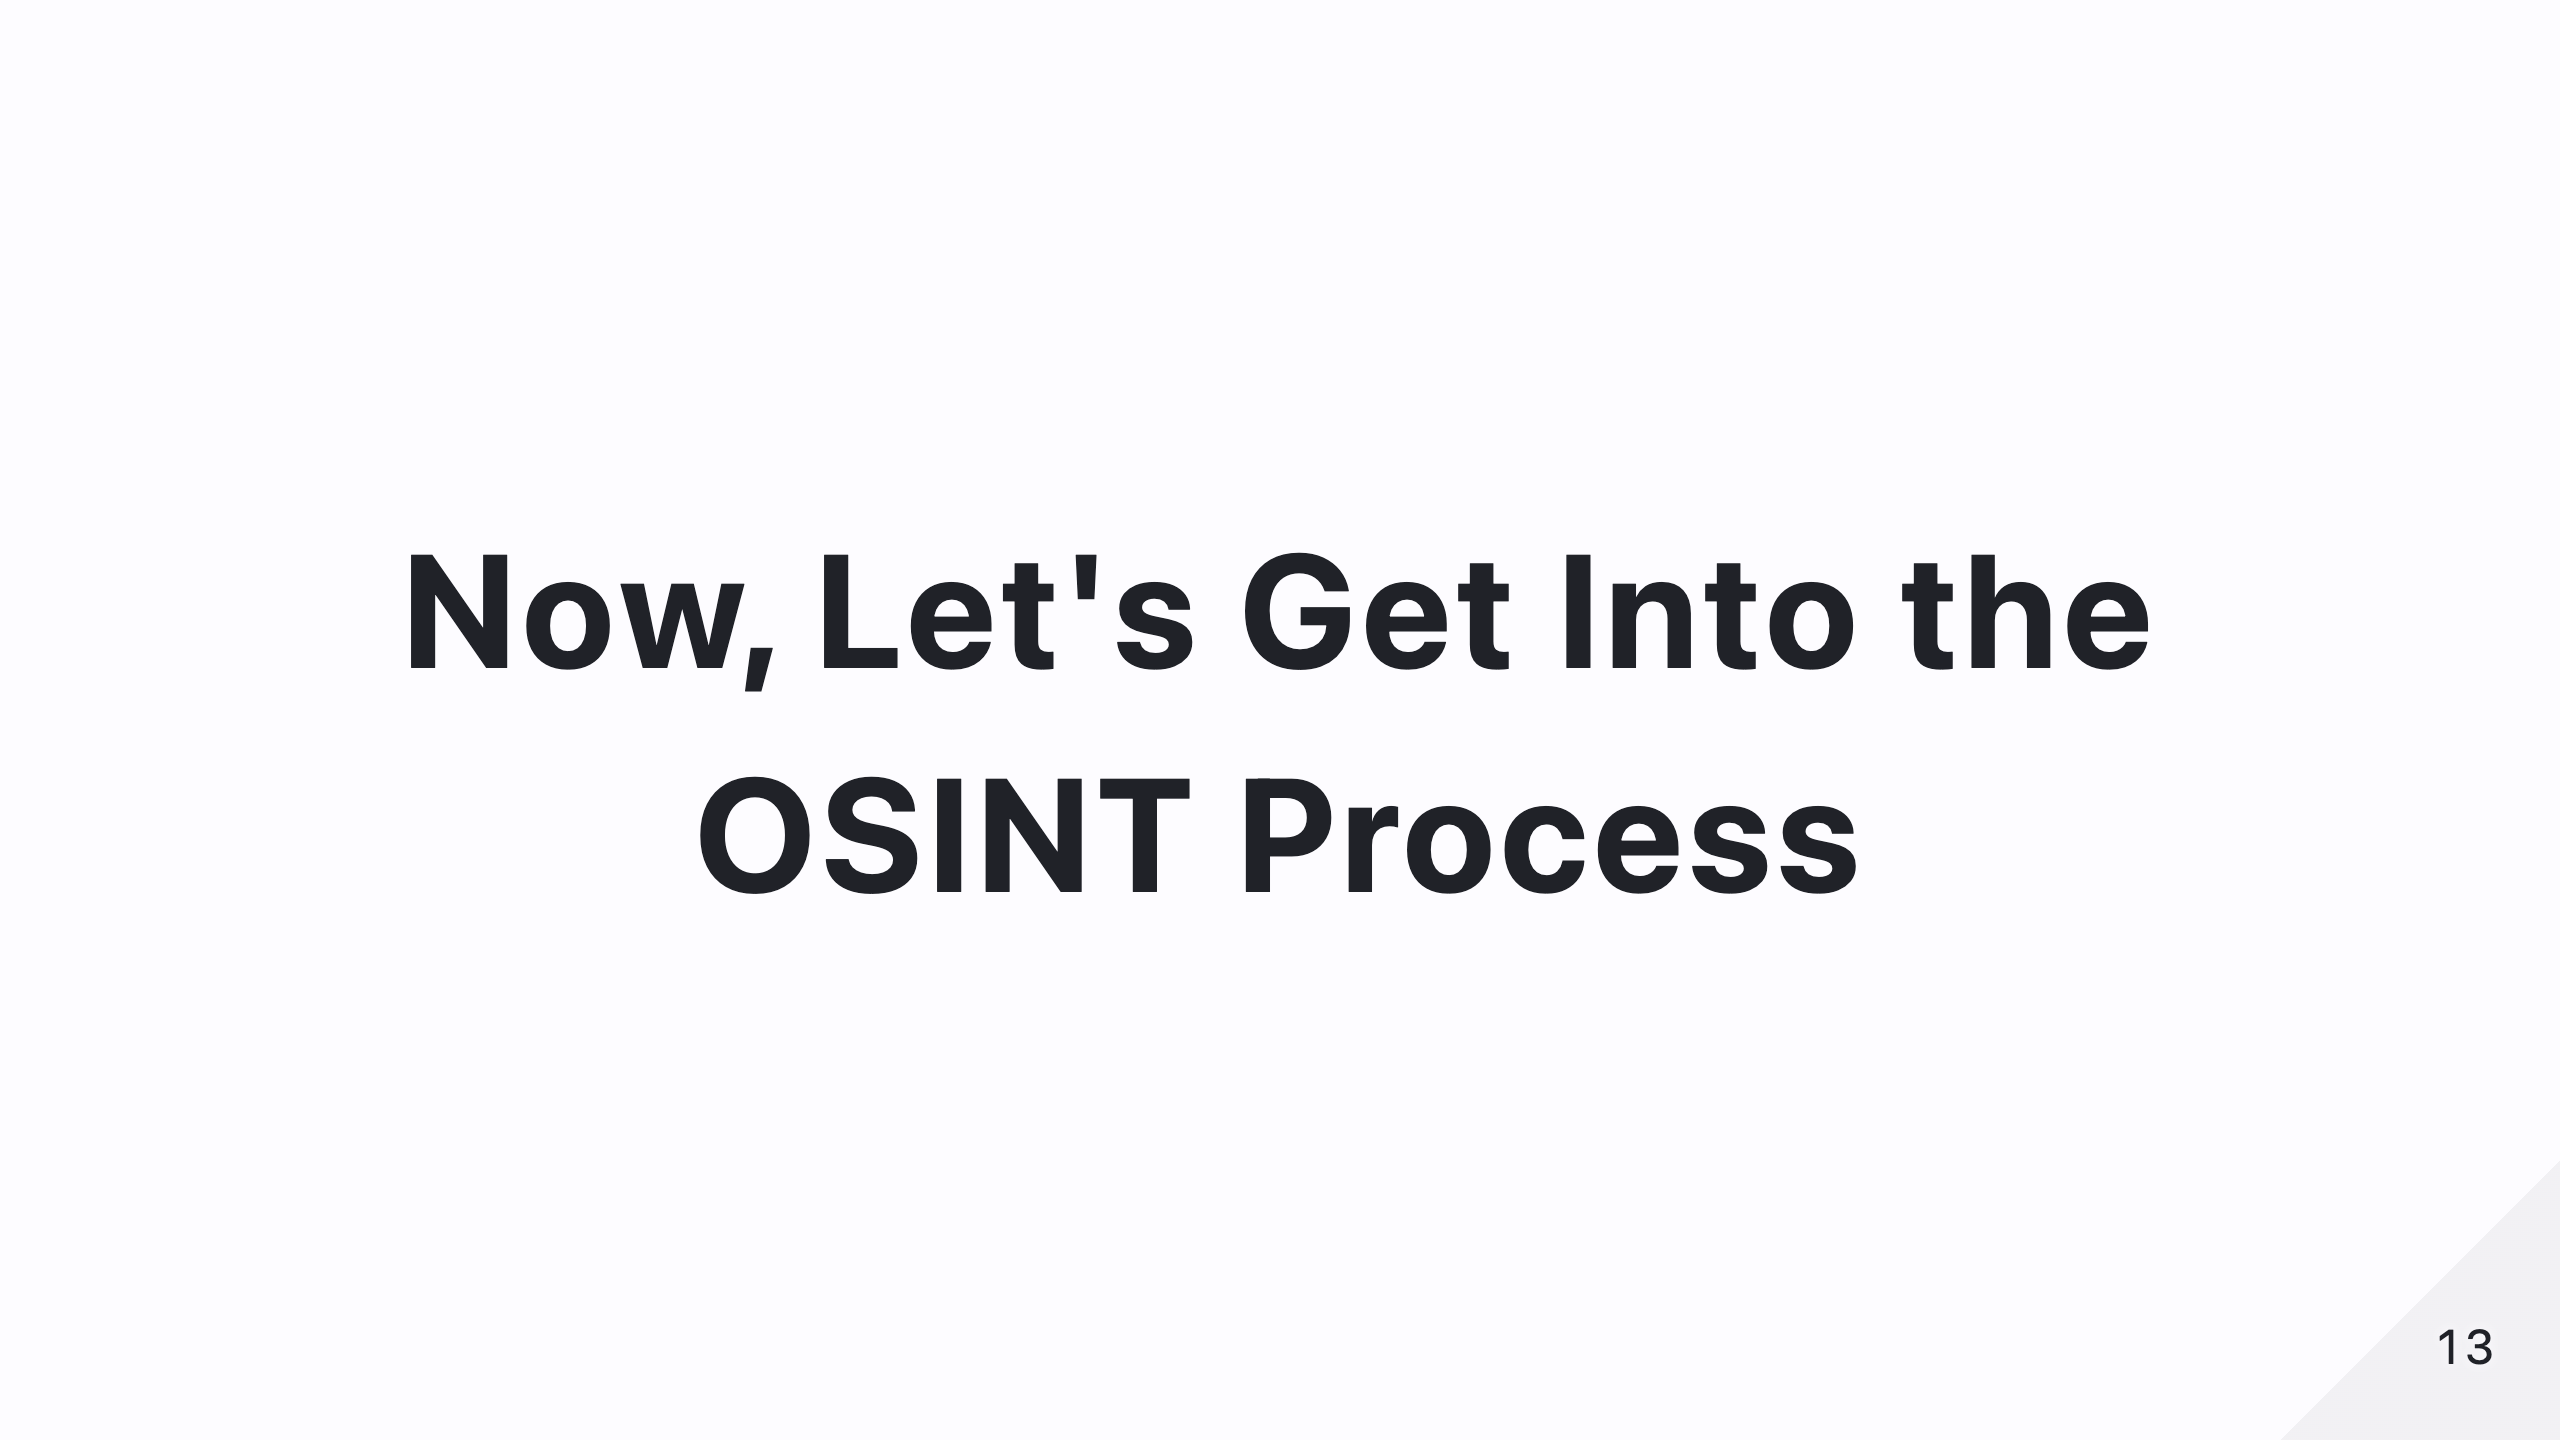 Now, Let's Get Into the
OSINT Process
13